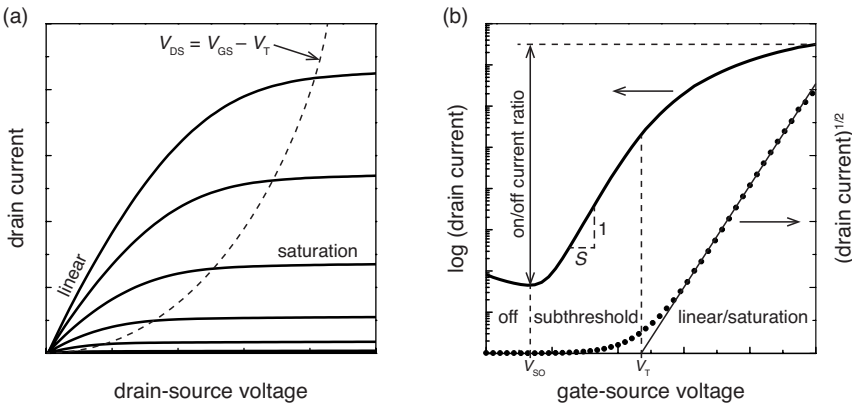 (a)
V_DS = V_GS – V_T
drain current
linear
saturation
drain-source voltage
(b)
log (drain current)
on/off current ratio
1
S
off
subthreshold
linear/saturation
V_SO
V_T
gate-source voltage
(drain current)^1/2